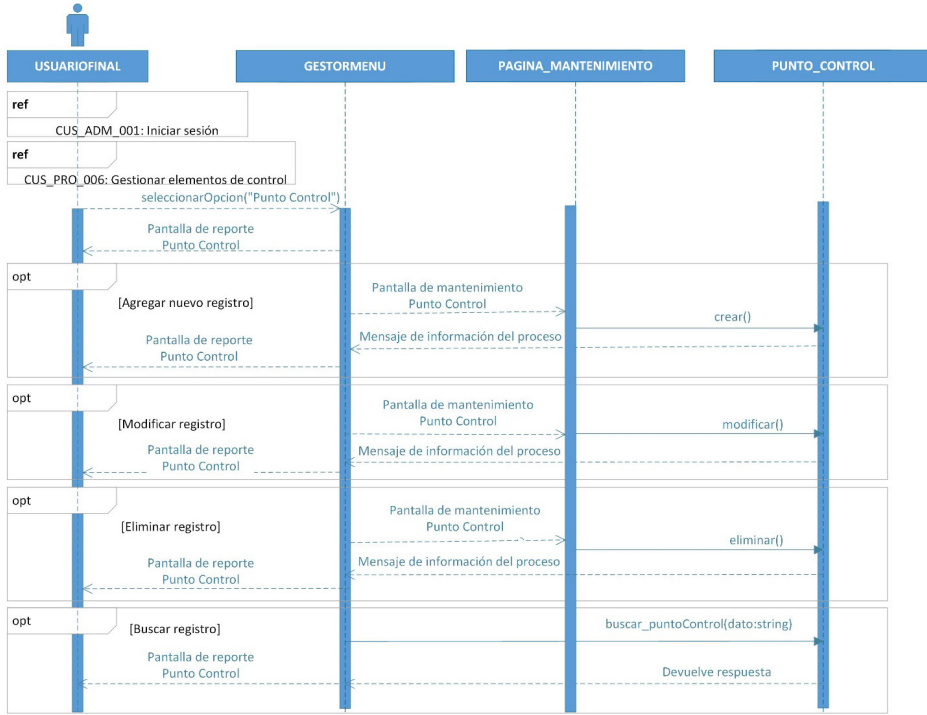 USUARIOFINAL
GESTORMENU
PAGINA_MANTENIMIENTO
PUNTO_CONTROL
ref
CUS_ADM_001: Iniciar sesión
ref
CUS_PRO_006: Gestionar elementos de control
seleccionarOpcion("Punto Control")
Pantalla de reporte
Punto Control
opt
[Agregar nuevo registro]
Pantalla de mantenimiento
Punto Control
crear()
Mensaje de información del proceso
Pantalla de reporte
Punto Control
opt
[Modificar registro]
Pantalla de mantenimiento
Punto Control
modificar()
Mensaje de información del proceso
Pantalla de reporte
Punto Control
opt
[Eliminar registro]
Pantalla de mantenimiento
Punto Control
eliminar()
Mensaje de información del proceso
Pantalla de reporte
Punto Control
opt
[Buscar registro]
buscar_puntoControl(dato:string)
Pantalla de reporte
Punto Control
Devuelve respuesta